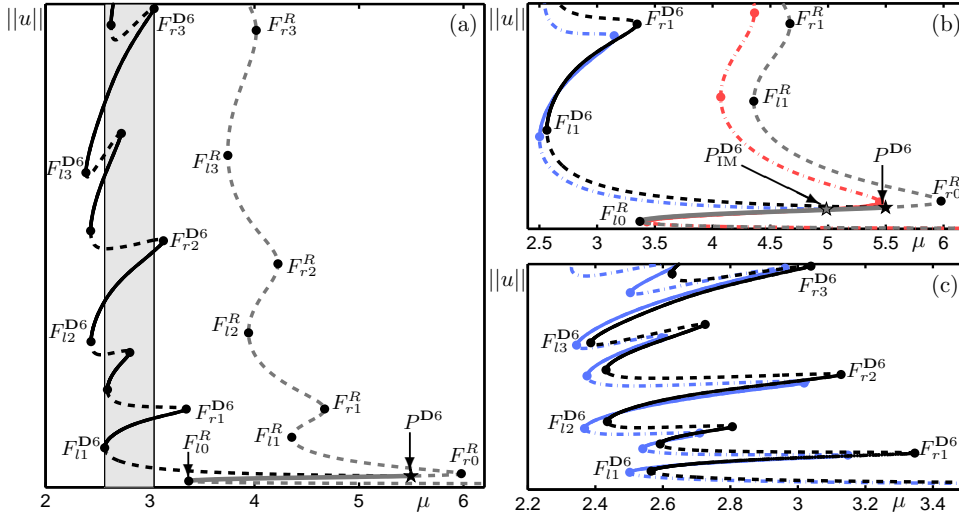 ||u||
(a)
F_{r3}^{D6}
F_{r3}^{R}
F_{l3}^{D6}
F_{l3}^{R}
F_{r2}^{D6}
F_{r2}^{R}
F_{l2}^{D6}
F_{l2}^{R}
F_{r1}^{D6}
F_{r1}^{R}
P^{D6}
F_{l1}^{D6}
F_{l0}^{R}
F_{l1}^{R}
F_{r0}^{R}
2 3 4 5 μ 6
||u||
(b)
F_{r1}^{D6}
F_{r1}^{R}
F_{l1}^{R}
F_{l1}^{D6}
P_{IM}^{D6}
P^{D6}
F_{r0}^{R}
F_{l0}^{R}
2.5 3 3.5 4 4.5 5 5.5 μ 6
||u||
(c)
F_{r3}^{D6}
F_{l3}^{D6}
F_{r2}^{D6}
F_{l2}^{D6}
F_{r1}^{D6}
F_{l1}^{D6}
2.2 2.4 2.6 2.8 3 3.2 μ 3.4